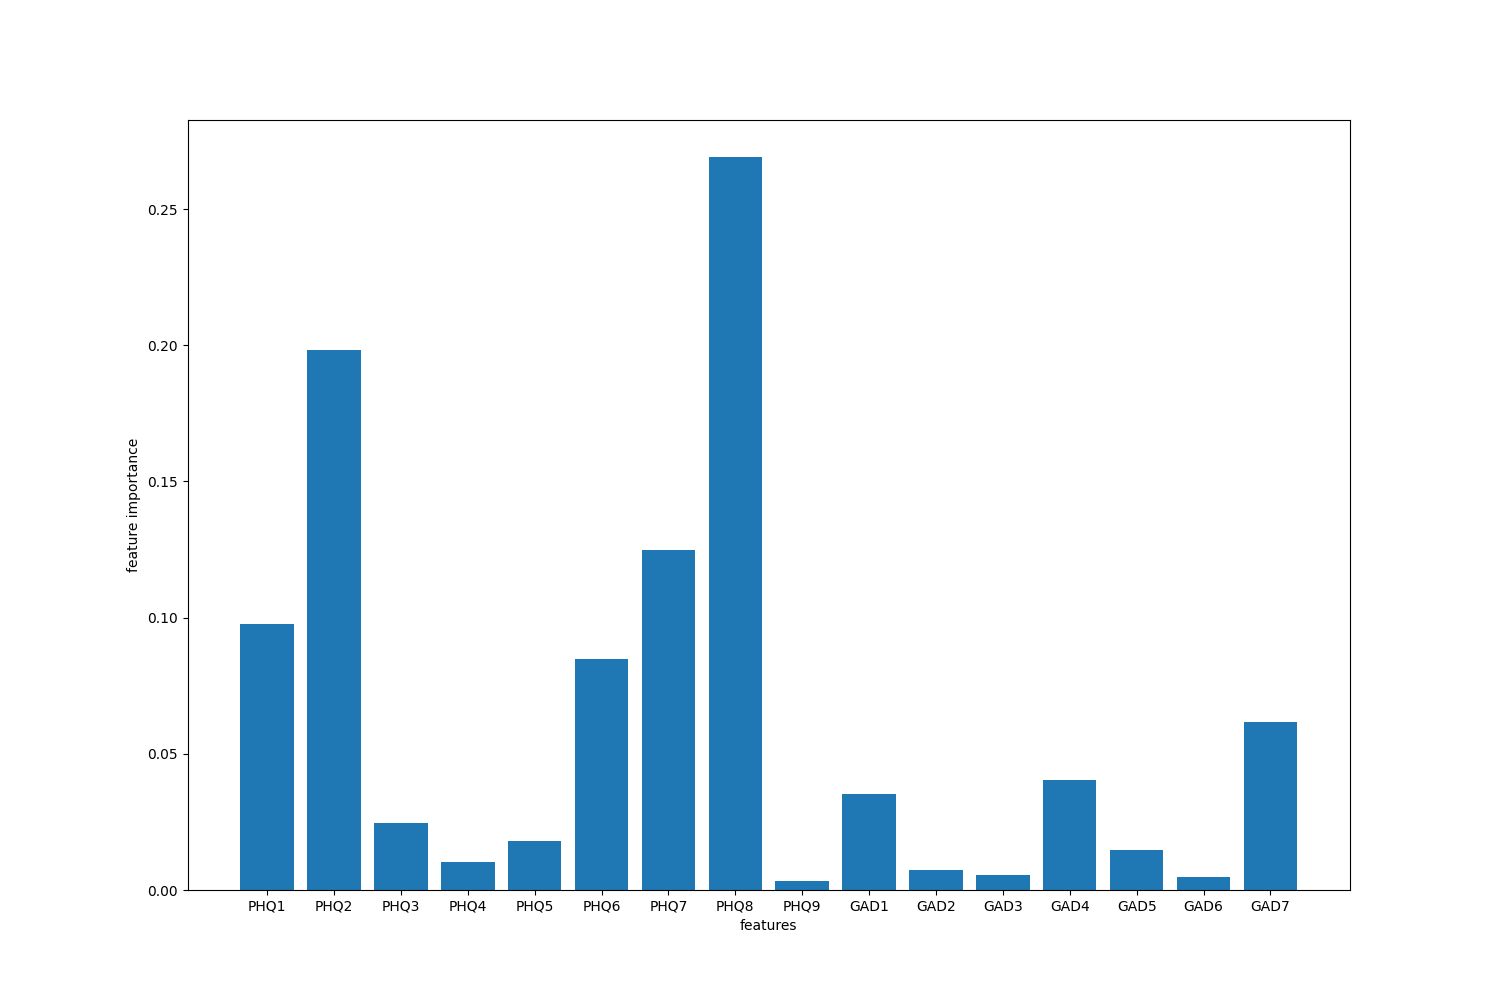 feature importance
0.25
0.20
0.15
0.10
0.05
0.00
PHQ1 PHQ2 PHQ3 PHQ4 PHQ5 PHQ6 PHQ7 PHQ8 PHQ9 GAD1 GAD2 GAD3 GAD4 GAD5 GAD6 GAD7
features